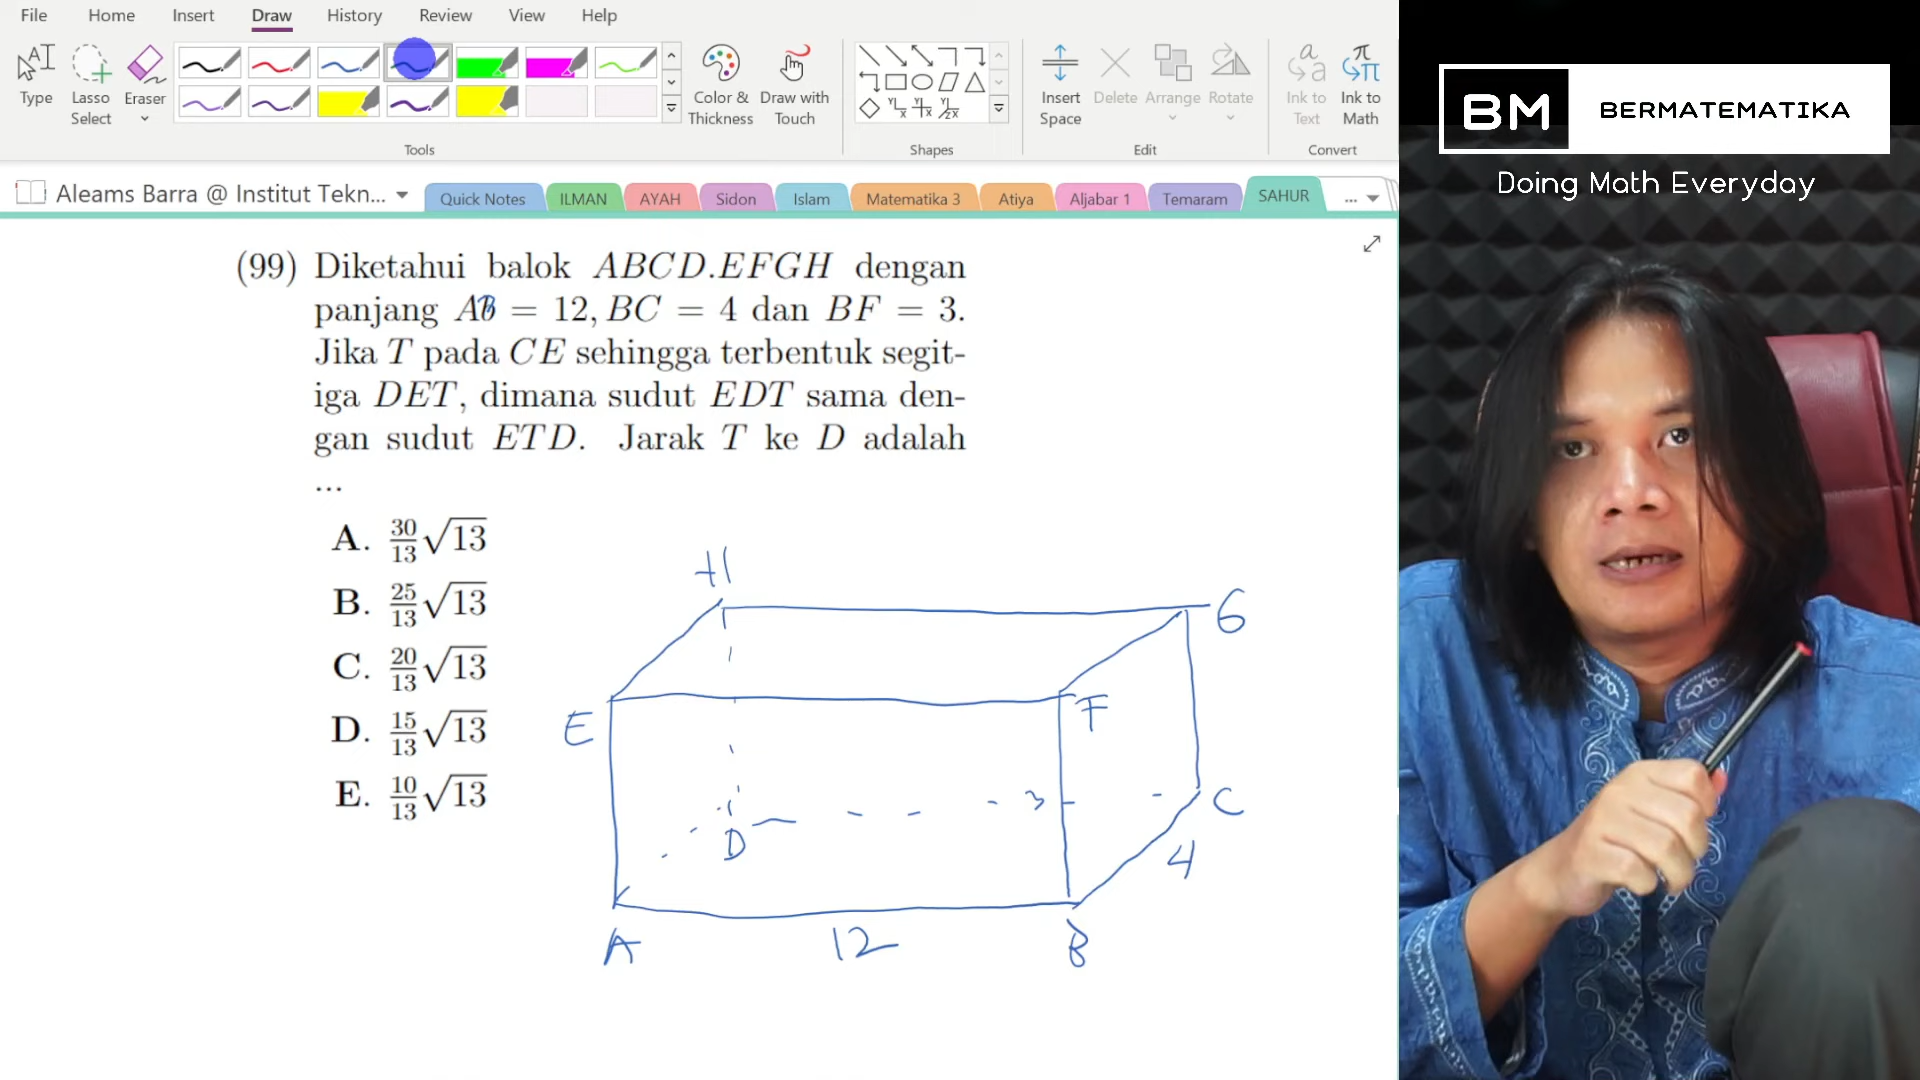 File Home Insert Draw History Review View Help
Type
Lasso Select
Eraser
Color & Thickness
Draw with Touch
Insert Space
Delete
Arrange
Rotate
Ink to Text
Ink to Math
Tools
Shapes
Edit
Convert
BM BERMATEMATIKA
Doing Math Everyday
Aleams Barra @ Institut Tekn...
Quick Notes ILMAN AYAH Sidon Islam Matematika 3 Atiya Aljabar 1 Temaram SAHUR ...
(99) Diketahui balok ABCD.EFGH dengan
panjang AB = 12, BC = 4 dan BF = 3.
Jika T pada CE sehingga terbentuk segit-
iga DET, dimana sudut EDT sama den-
gan sudut ETD. Jarak T ke D adalah
...
A. 30/13 √13
B. 25/13 √13
C. 20/13 √13
D. 15/13 √13
E. 10/13 √13
H
G
E
F
3
C
D
4
A
12
B